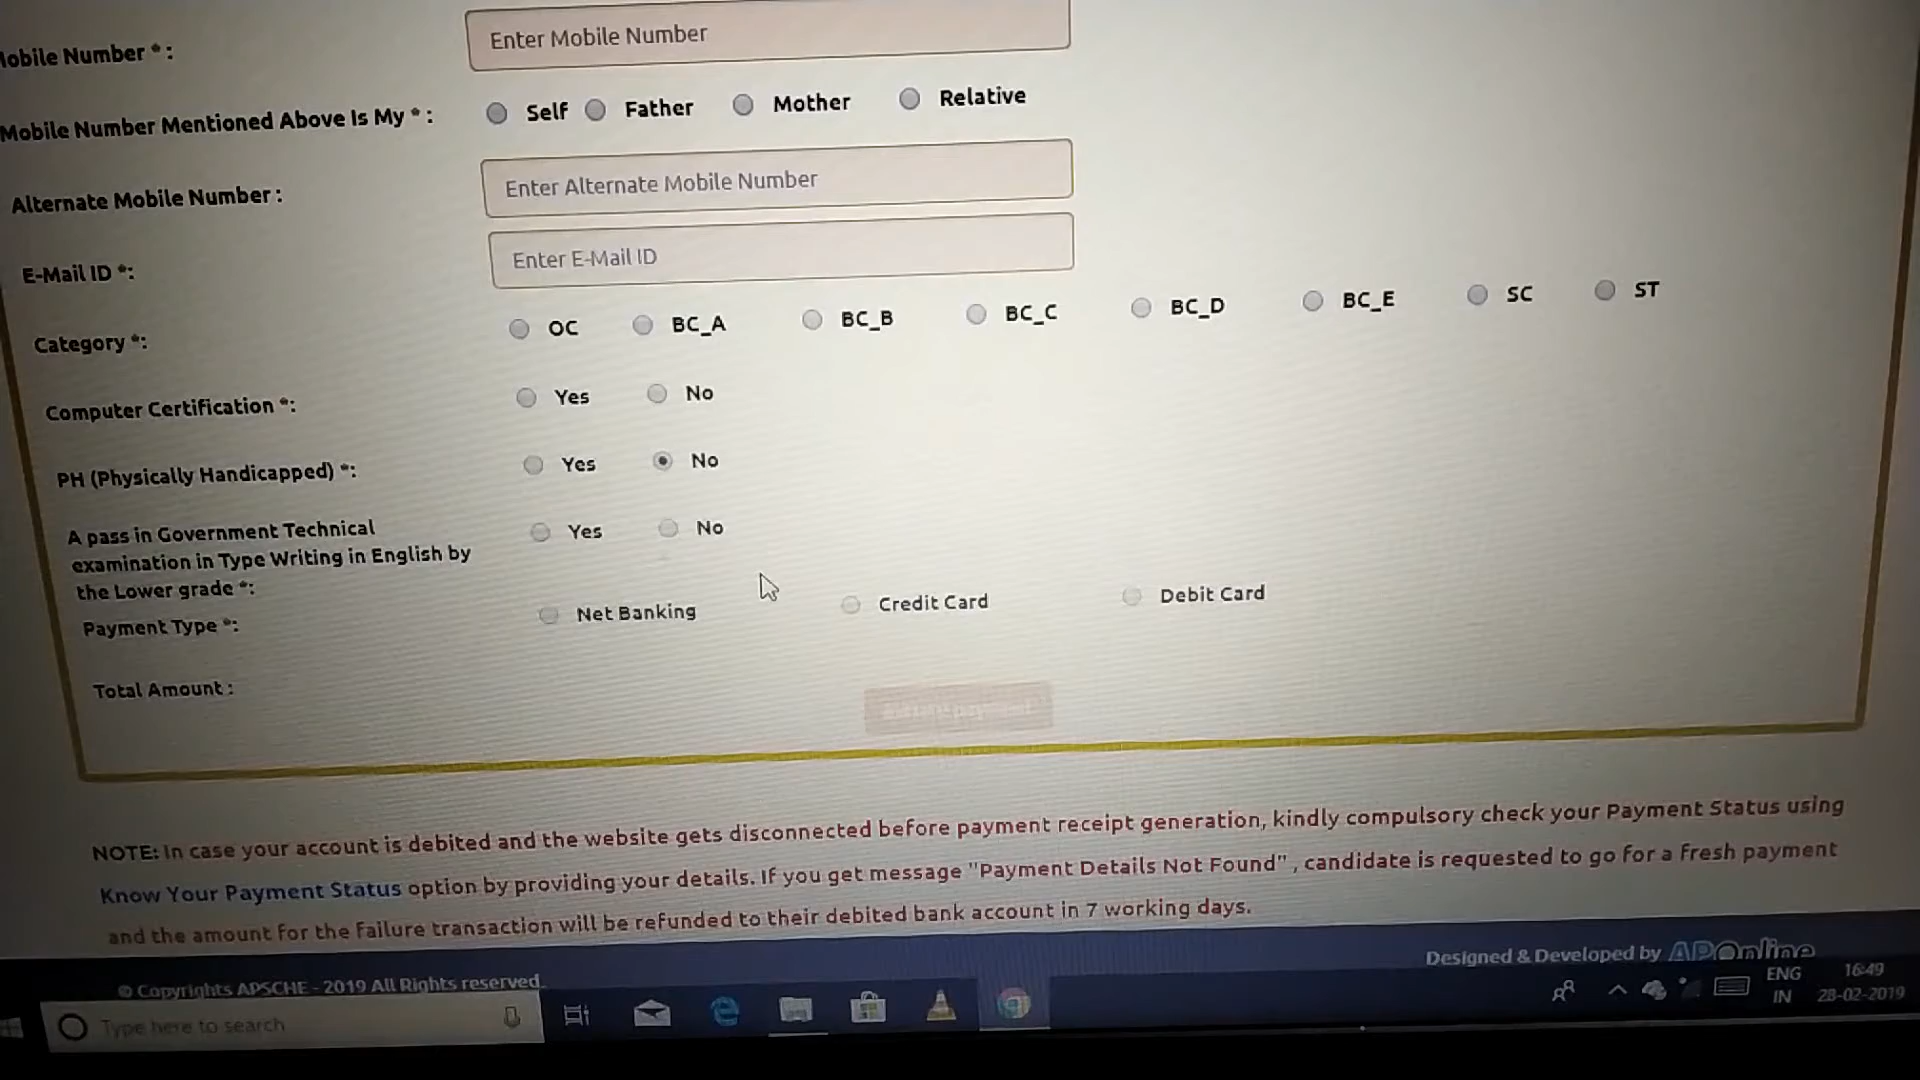 Mobile Number * :
Enter Mobile Number
Mobile Number Mentioned Above Is My * :
Self Father Mother Relative
Alternate Mobile Number :
Enter Alternate Mobile Number
E-Mail ID *:
Enter E-Mail ID
Category *:
OC BC_A BC_B BC_C BC_D BC_E SC ST
Computer Certification *:
Yes No
PH (Physically Handicapped) *:
Yes No
A pass in Government Technical
examination in Type Writing in English by
the Lower grade *:
Yes No
Payment Type *:
Net Banking Credit Card Debit Card
Total Amount :
NOTE: In case your account is debited and the website gets disconnected before payment receipt generation, kindly compulsory check your Payment Status using
Know Your Payment Status option by providing your details. If you get message "Payment Details Not Found" , candidate is requested to go for a fresh payment
and the amount for the failure transaction will be refunded to their debited bank account in 7 working days.
© Copyrights APSCHE - 2019 All Rights reserved.
Designed & Developed by APOnline
Type here to search
ENG
IN
16:49
28-02-2019